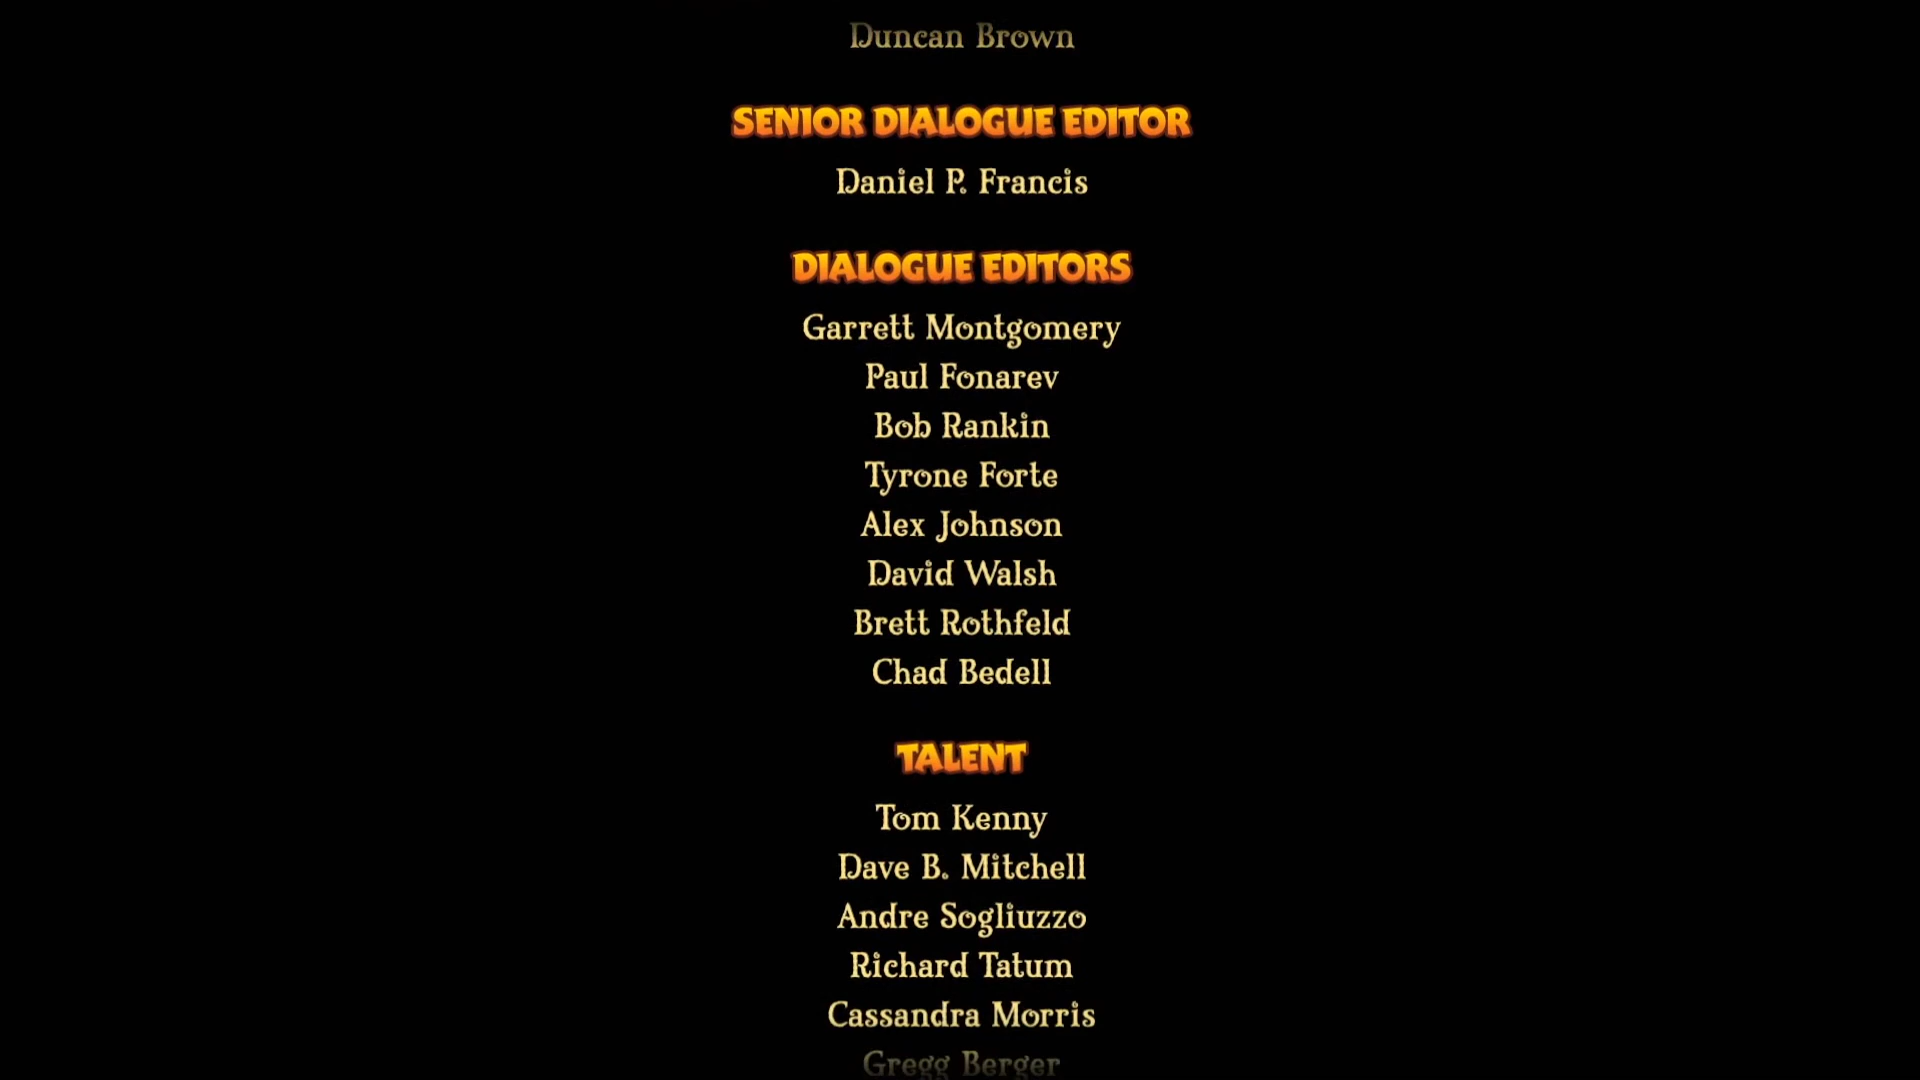 Duncan Brown
SENIOR DIALOGUE EDITOR
Daniel P. Francis
DIALOGUE EDITORS
Garrett Montgomery
Paul Fonarev
Bob Rankin
Tyrone Forte
Alex Johnson
David Walsh
Brett Rothfeld
Chad Bedell
TALENT
Tom Kenny
Dave B. Mitchell
Andre Sogliuzzo
Richard Tatum
Cassandra Morris
Gregg Berger